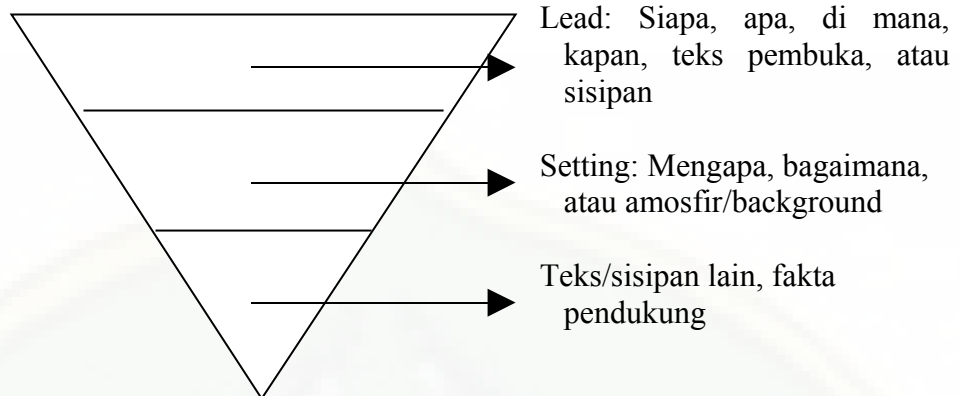 Lead: Siapa, apa, di mana,
kapan, teks pembuka, atau
sisipan
Setting: Mengapa, bagaimana,
atau amosfir/background
Teks/sisipan lain, fakta
pendukung